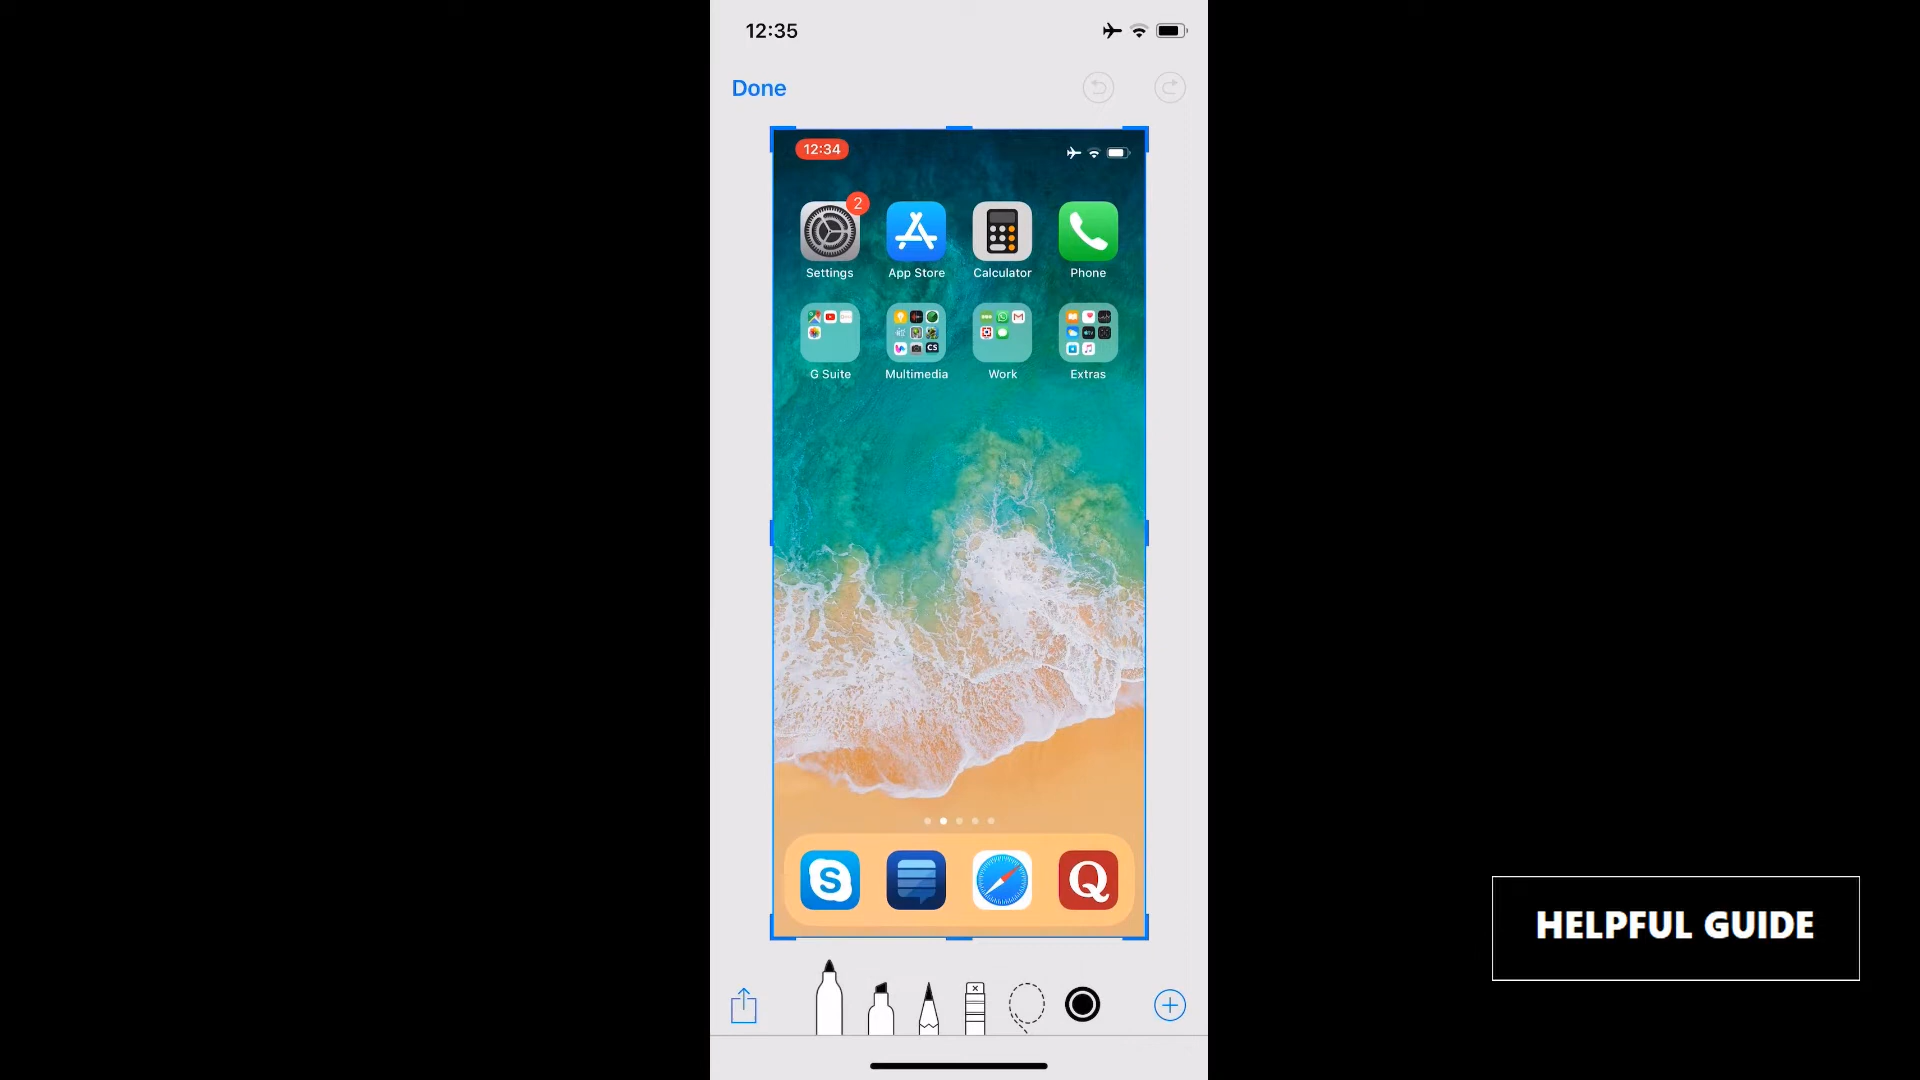 12:35
Done
12:34
2
Settings App Store Calculator Phone
G Suite Multimedia Work Extras
S Q
HELPFUL GUIDE